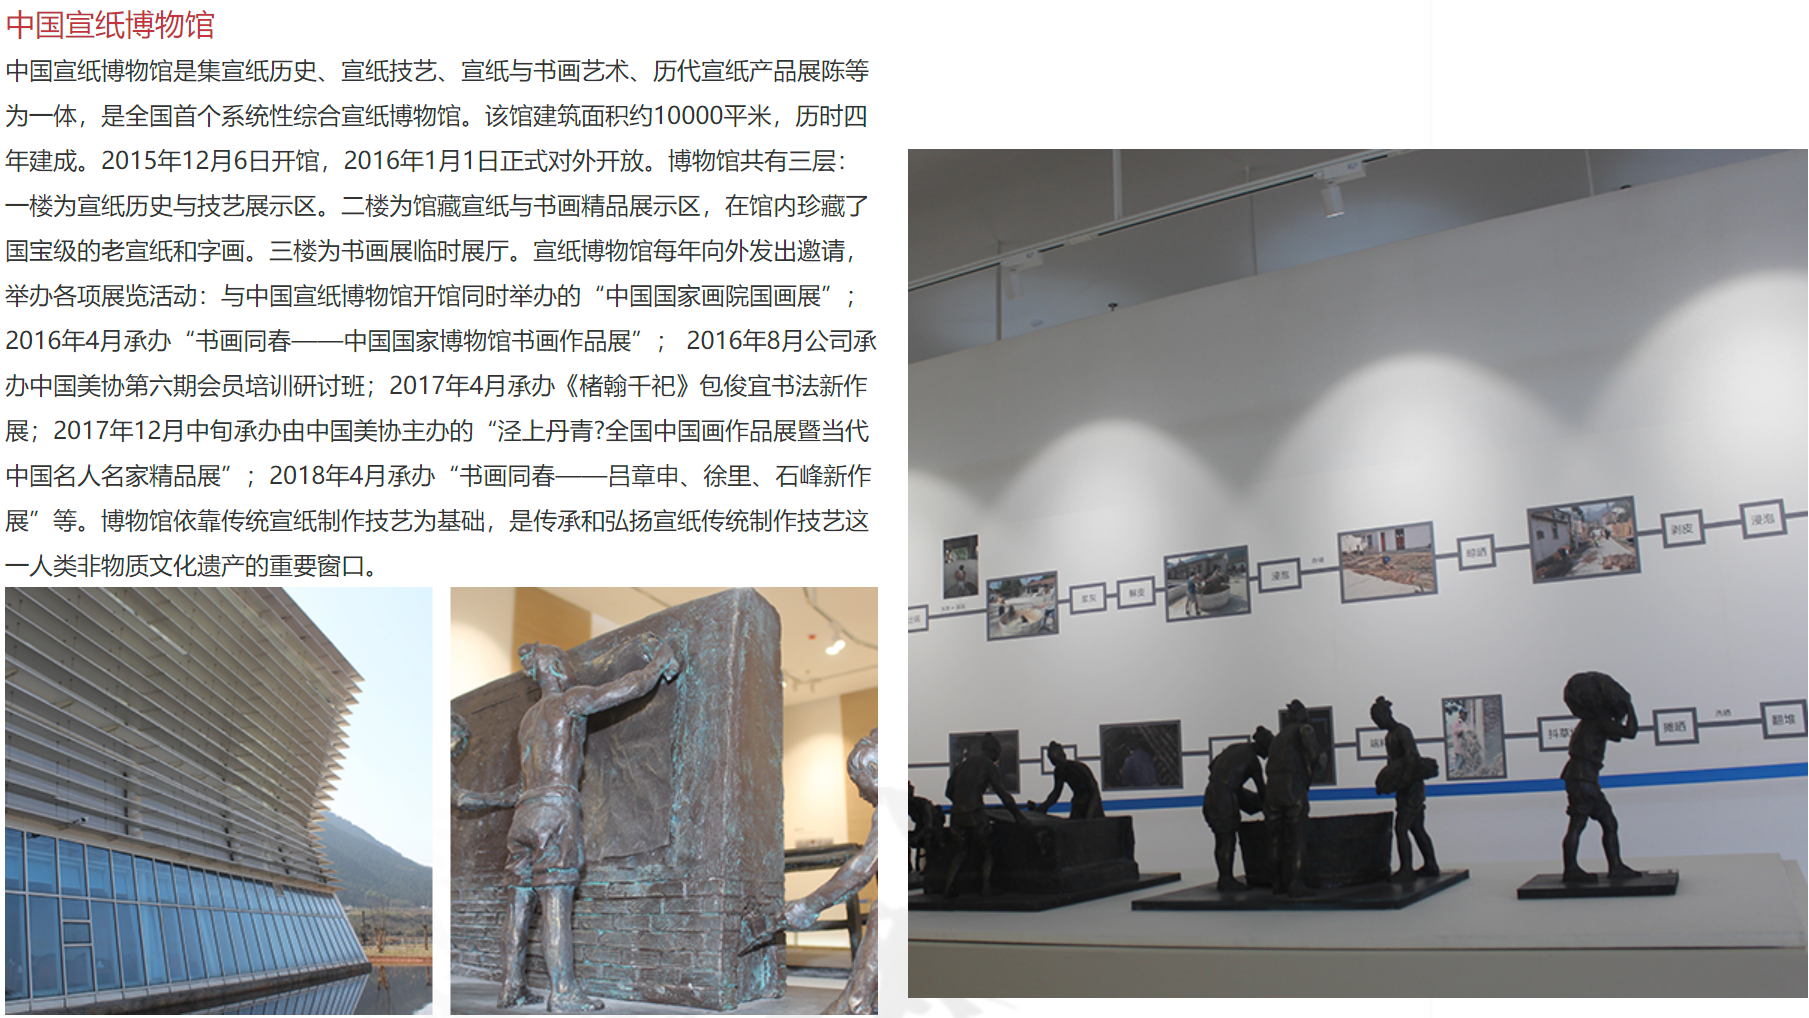 中国宣纸博物馆
中国宣纸博物馆是集宣纸历史、宣纸技艺、宣纸与书画艺术、历代宣纸产品展陈等
为一体，是全国首个系统性综合宣纸博物馆。该馆建筑面积约10000平米，历时四
年建成。2015年12月6日开馆，2016年1月1日正式对外开放。博物馆共有三层：
一楼为宣纸历史与技艺展示区。二楼为馆藏宣纸与书画精品展示区，在馆内珍藏了
国宝级的老宣纸和字画。三楼为书画展临时展厅。宣纸博物馆每年向外发出邀请，
举办各项展览活动：与中国宣纸博物馆开馆同时举办的“中国国家画院国画展”；
2016年4月承办“书画同春——中国国家博物馆书画作品展”； 2016年8月公司承
办中国美协第六期会员培训研讨班；2017年4月承办《楮翰千祀》包俊宜书法新作
展；2017年12月中旬承办由中国美协主办的“泾上丹青?全国中国画作品展暨当代
中国名人名家精品展”；2018年4月承办“书画同春——吕章申、徐里、石峰新作
展”等。博物馆依靠传统宣纸制作技艺为基础，是传承和弘扬宣纸传统制作技艺这
一人类非物质文化遗产的重要窗口。
浆灰 解皮 浸泡 晾晒 剥皮 浸泡
抖草 摊晒 翻堆